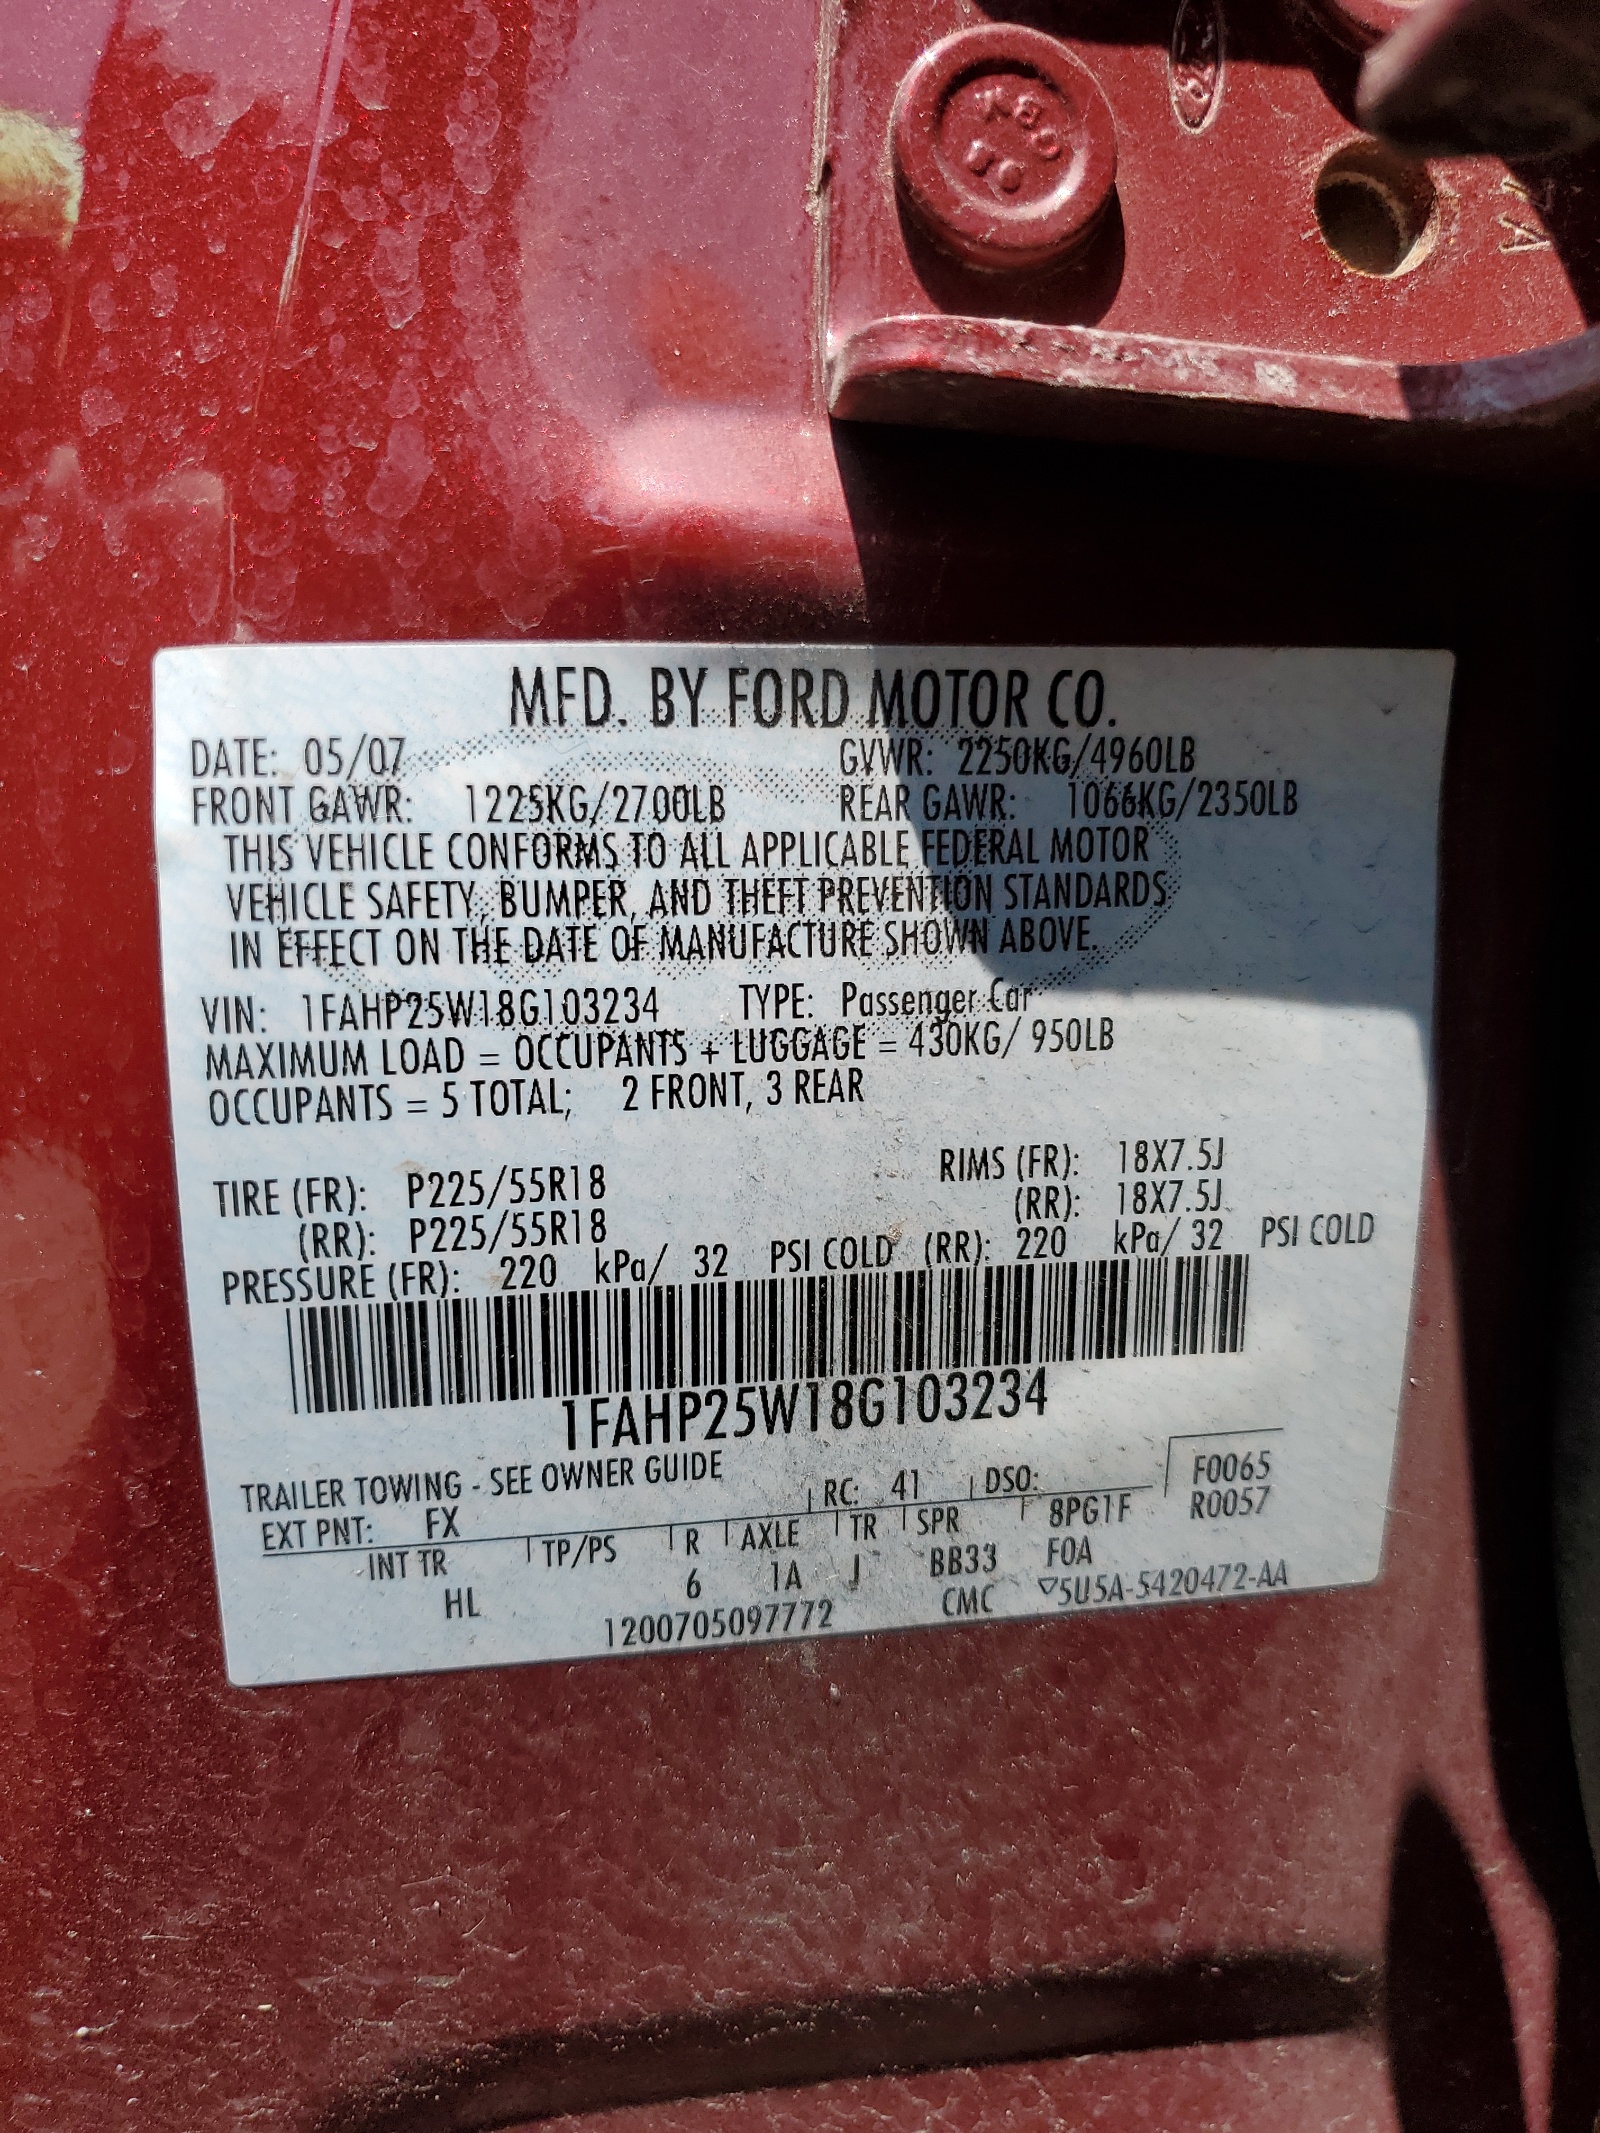 MFD. BY FORD MOTOR CO.
DATE: 05/07 GVWR: 2250KG/4960LB
FRONT GAWR: 1225KG/2700LB REAR GAWR: 1066KG/2350LB
THIS VEHICLE CONFORMS TO ALL APPLICABLE FEDERAL MOTOR
VEHICLE SAFETY, BUMPER, AND THEFT PREVENTION STANDARDS
IN EFFECT ON THE DATE OF MANUFACTURE SHOWN ABOVE.
VIN: 1FAHP25W18G103234 TYPE: Passenger Car
MAXIMUM LOAD = OCCUPANTS + LUGGAGE = 430KG/ 950LB
OCCUPANTS = 5 TOTAL; 2 FRONT, 3 REAR
TIRE (FR): P225/55R18 RIMS (FR): 18X7.5J
(RR): P225/55R18 (RR): 18X7.5J
PRESSURE (FR): 220 kPa/ 32 PSI COLD (RR): 220 kPa/ 32 PSI COLD
1FAHP25W18G103234
TRAILER TOWING - SEE OWNER GUIDE
EXT PNT: FX RC: 41 DSO: F0065
INT TR TP/PS R AXLE TR SPR 8PG1F R0057
HL 6 1A J BB33 F0A
1200705097772 CMC ▽5U5A-5420472-AA